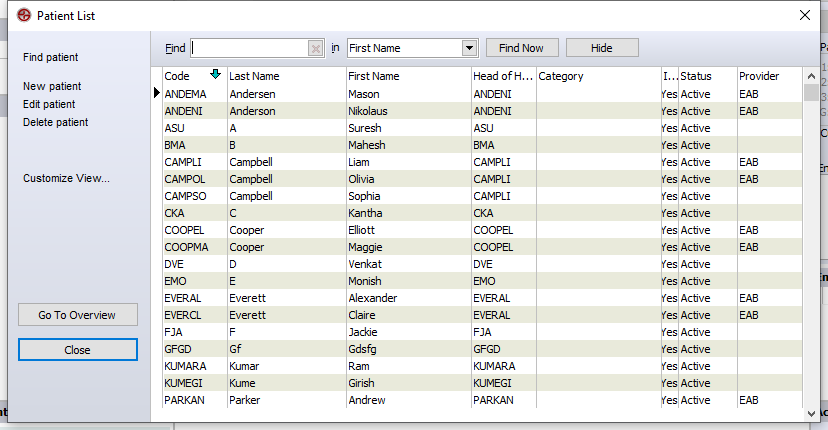 Patient List
Find patient
New patient
Edit patient
Delete patient
Customize View...
Go To Overview
Close
Find in First Name Find Now Hide
Code Last Name First Name Head of H... Category I... Status Provider
ANDEMA Andersen Mason ANDENI Yes Active EAB
ANDENI Anderson Nikolaus ANDENI Yes Active EAB
ASU A Suresh ASU Yes Active
BMA B Mahesh BMA Yes Active
CAMPLI Campbell Liam CAMPLI Yes Active EAB
CAMPOL Campbell Olivia CAMPLI Yes Active EAB
CAMPSO Campbell Sophia CAMPLI Yes Active
CKA C Kantha CKA Yes Active
COOPEL Cooper Elliott COOPEL Yes Active EAB
COOPMA Cooper Maggie COOPEL Yes Active EAB
DVE D Venkat DVE Yes Active
EMO E Monish EMO Yes Active
EVERAL Everett Alexander EVERAL Yes Active EAB
EVERCL Everett Claire EVERAL Yes Active EAB
FJA F Jackie FJA Yes Active
GFGD Gf Gdsfg GFGD Yes Active
KUMARA Kumar Ram KUMARA Yes Active
KUMEGI Kume Girish KUMEGI Yes Active
PARKAN Parker Andrew PARKAN Yes Active EAB